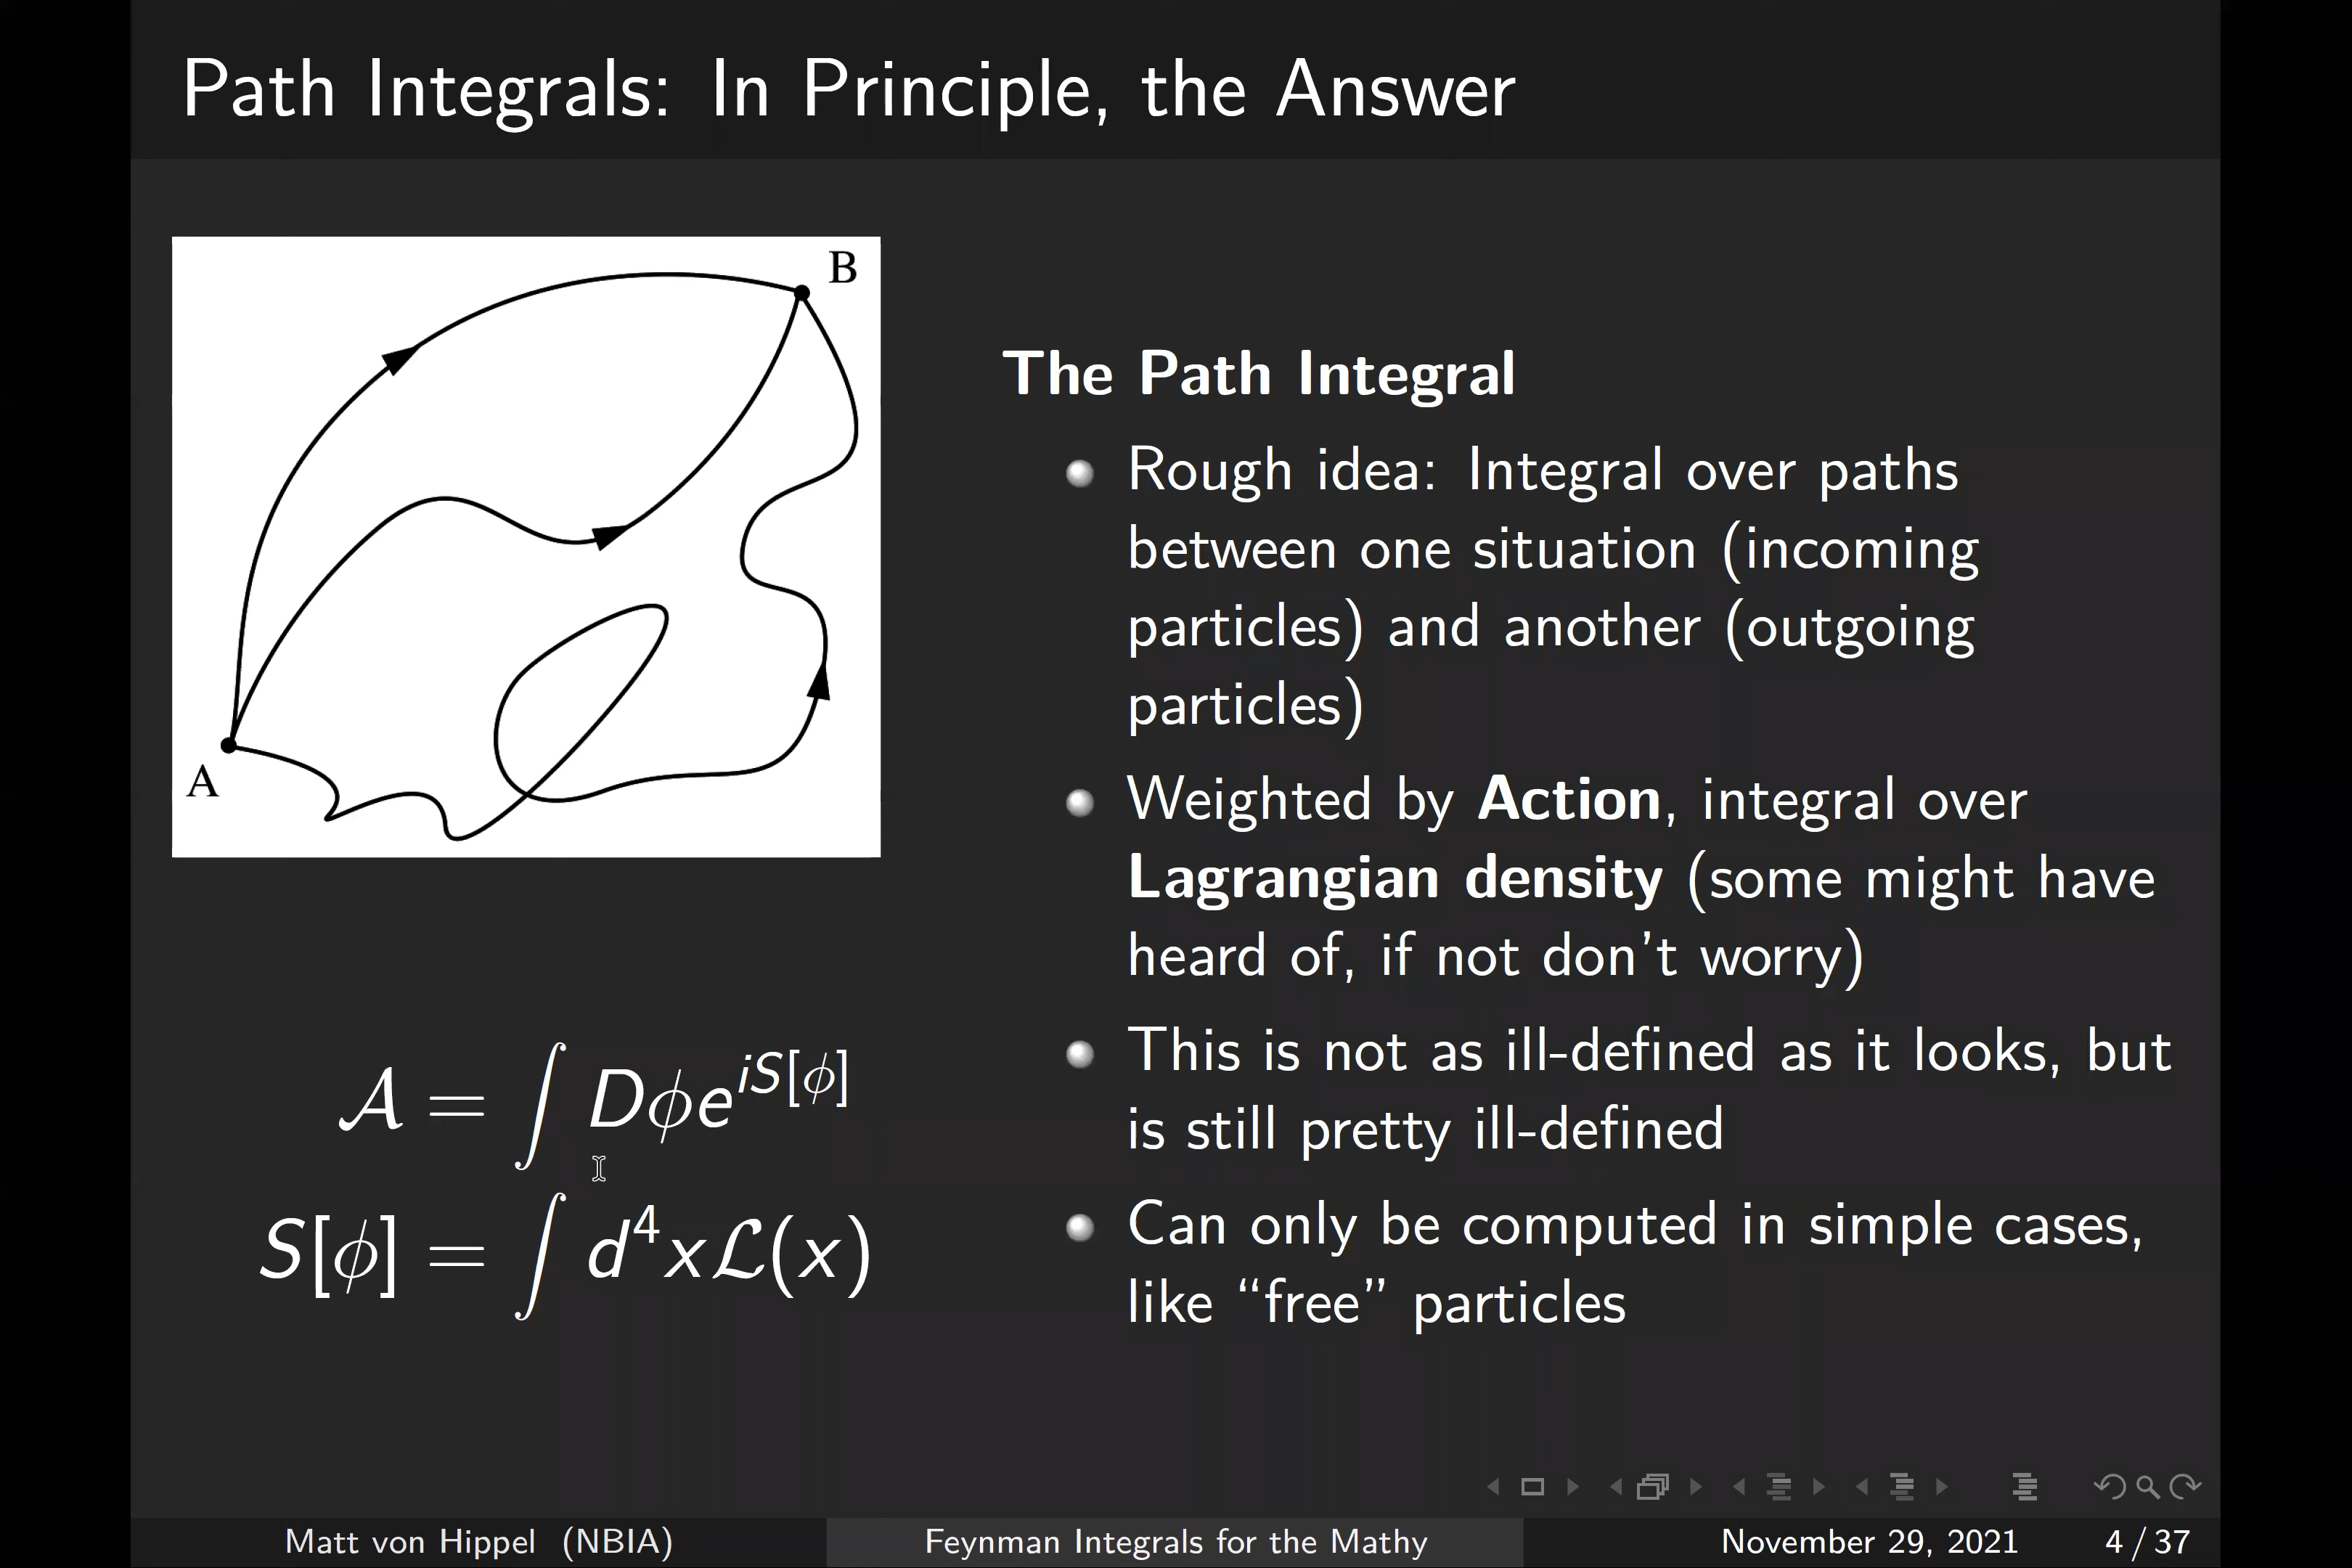 Path Integrals: In Principle, the Answer
B
A
𝒜 = ∫ Dϕe^{iS[ϕ]}
S[ϕ] = ∫ d⁴xℒ(x)
The Path Integral
Rough idea: Integral over paths
between one situation (incoming
particles) and another (outgoing
particles)
Weighted by Action, integral over
Lagrangian density (some might have
heard of, if not don't worry)
This is not as ill-defined as it looks, but
is still pretty ill-defined
Can only be computed in simple cases,
like “free” particles
Matt von Hippel (NBIA)
Feynman Integrals for the Mathy
November 29, 2021
4 / 37